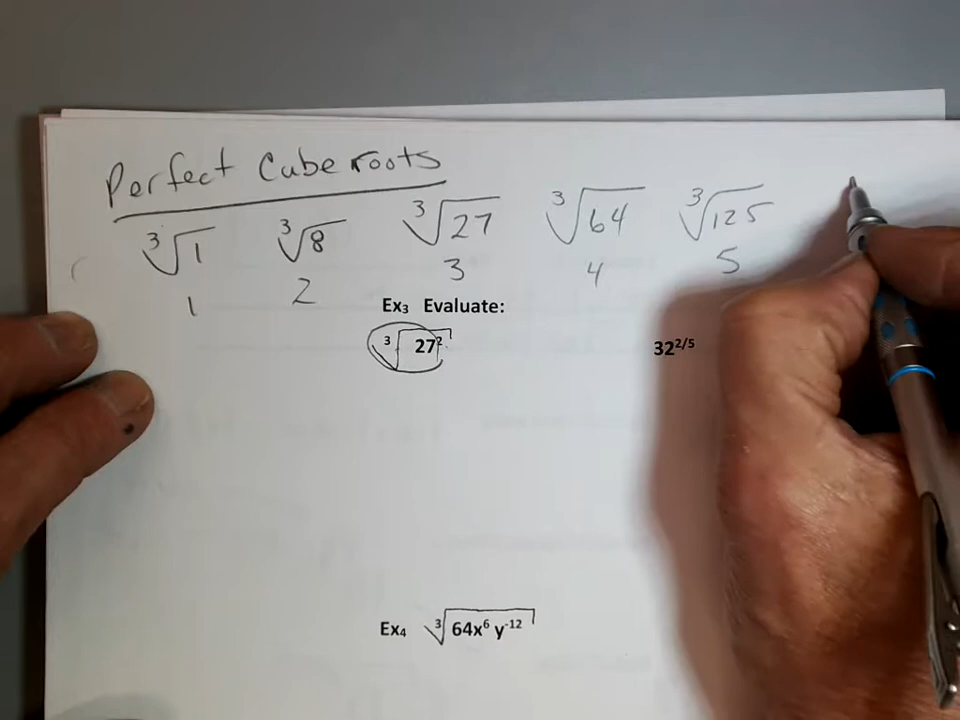 Perfect Cube roots
∛1 ∛8 ∛27 ∛64 ∛125
1 2 3 4 5
Ex₃ Evaluate:
∛27² 32^2/5
Ex₄ ∛64x⁶ y⁻¹²